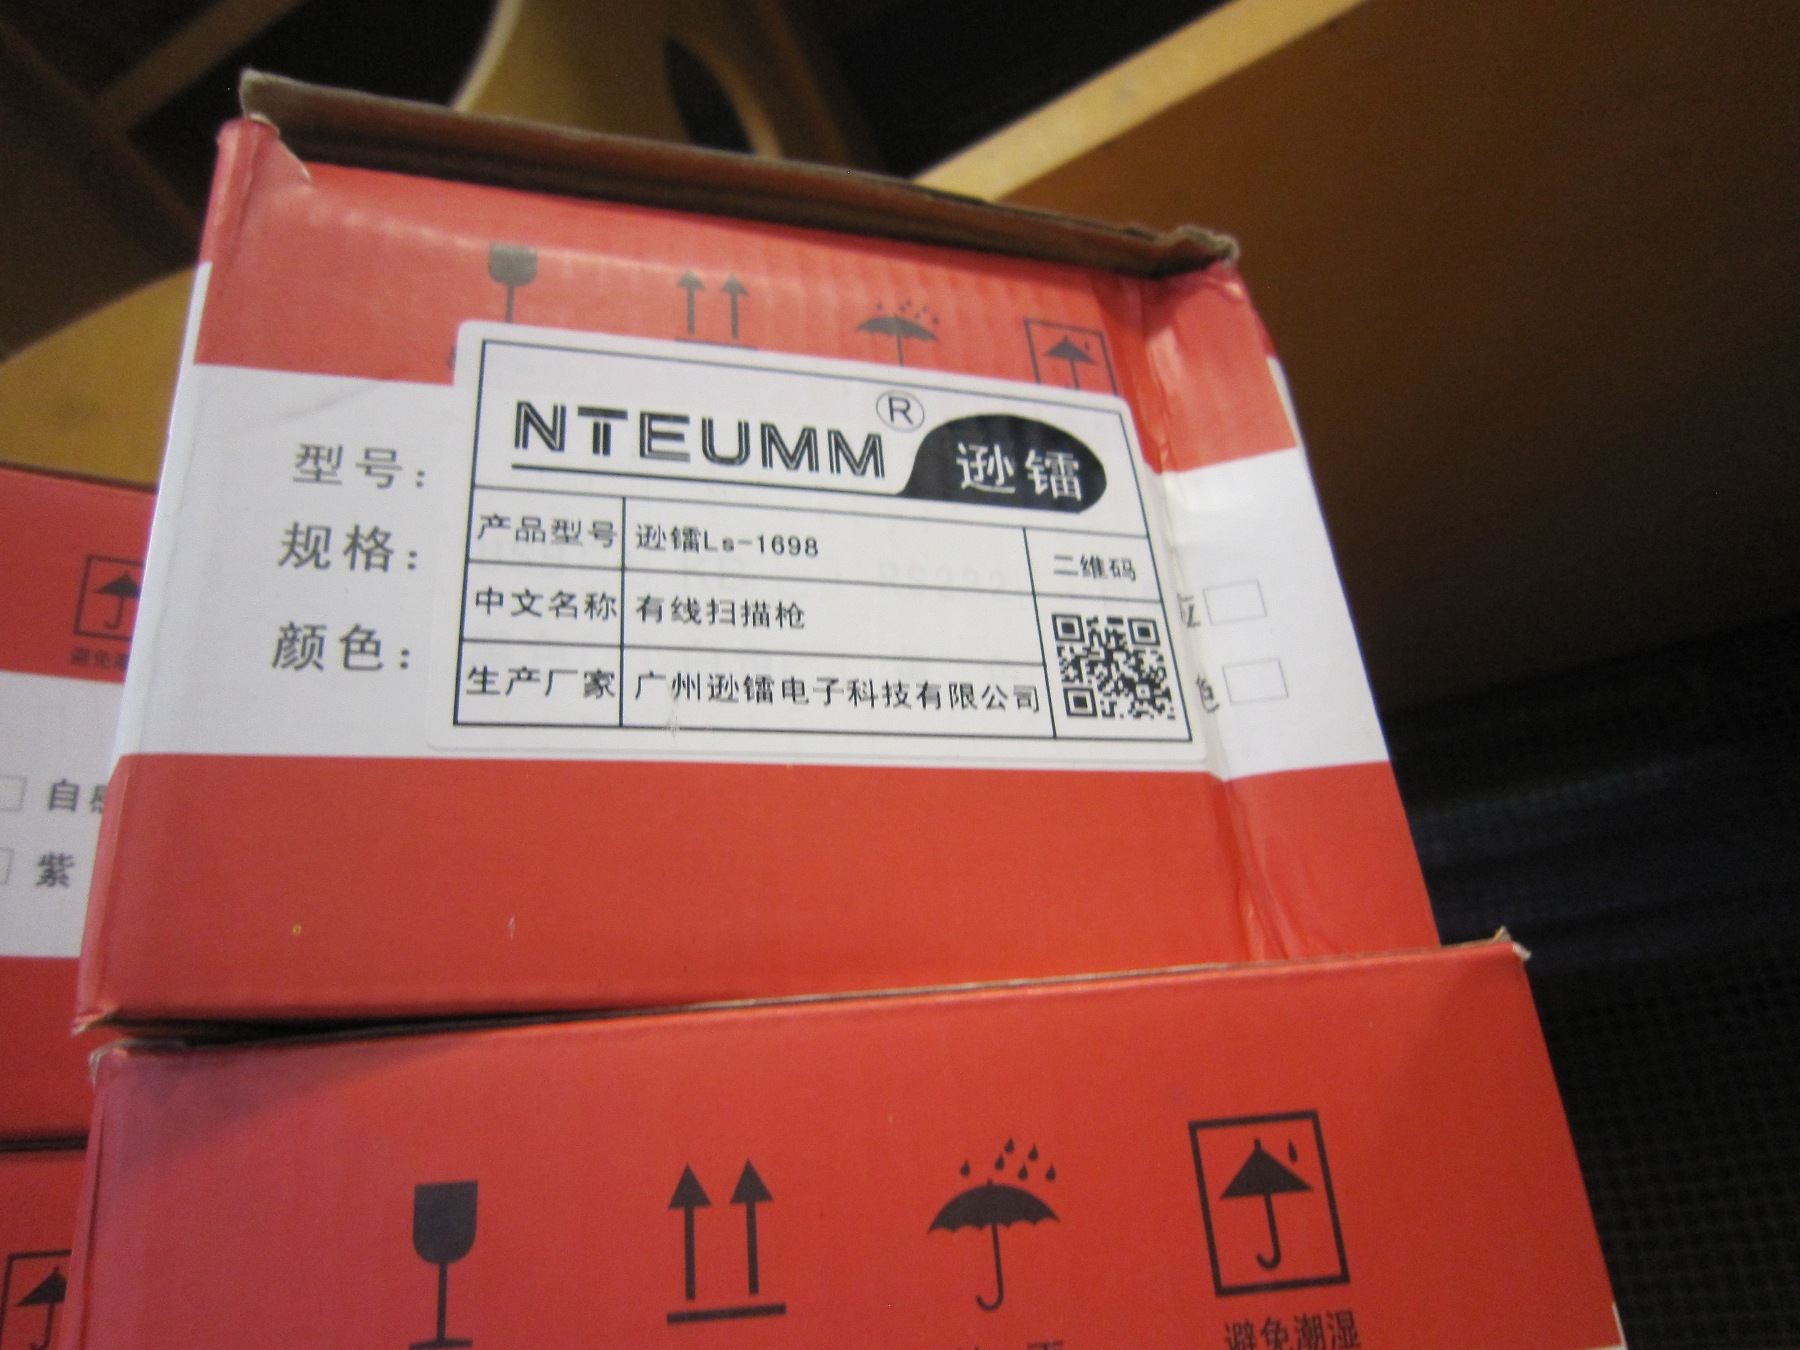 NTEUMM® 逊镭
型号：
产品型号 逊镭Ls-1698
二维码
规格：
中文名称 有线扫描枪
颜色：
生产厂家 广州逊镭电子科技有限公司
自感
紫
避免潮湿